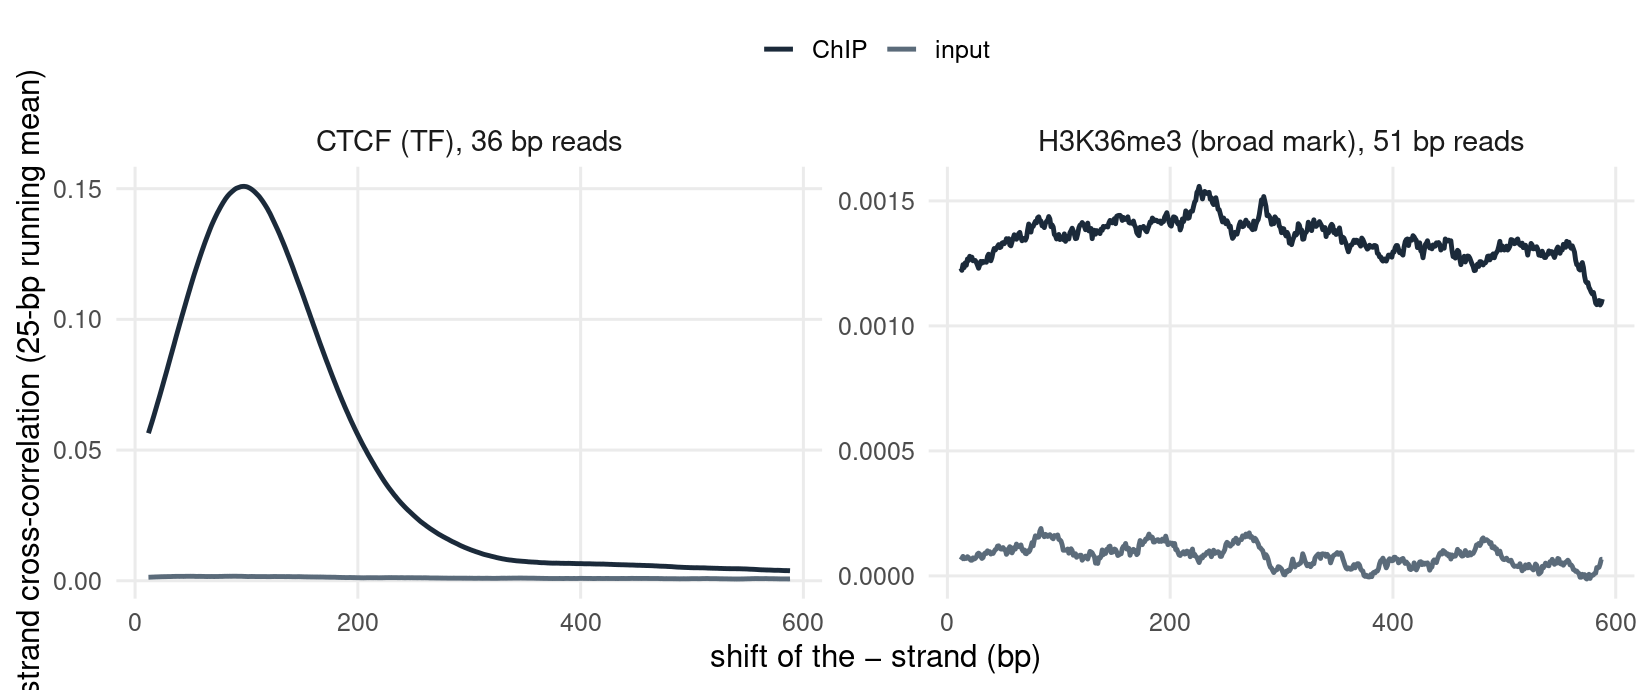 ChIP input
strand cross-correlation (25-bp running mean)
CTCF (TF), 36 bp reads
0.15
0.10
0.05
0.00
0 200 400 600
H3K36me3 (broad mark), 51 bp reads
0.0015
0.0010
0.0005
0.0000
0 200 400 600
shift of the − strand (bp)